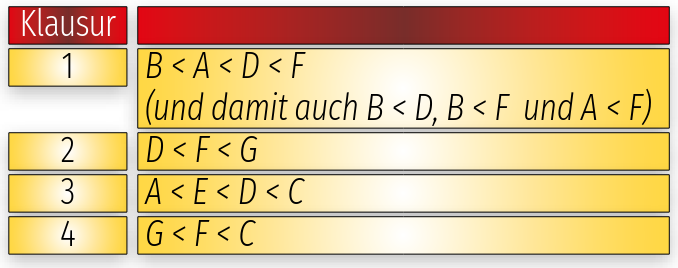 Klausur
1 B < A < D < F
(und damit auch B < D, B < F und A < F)
2 D < F < G
3 A < E < D < C
4 G < F < C